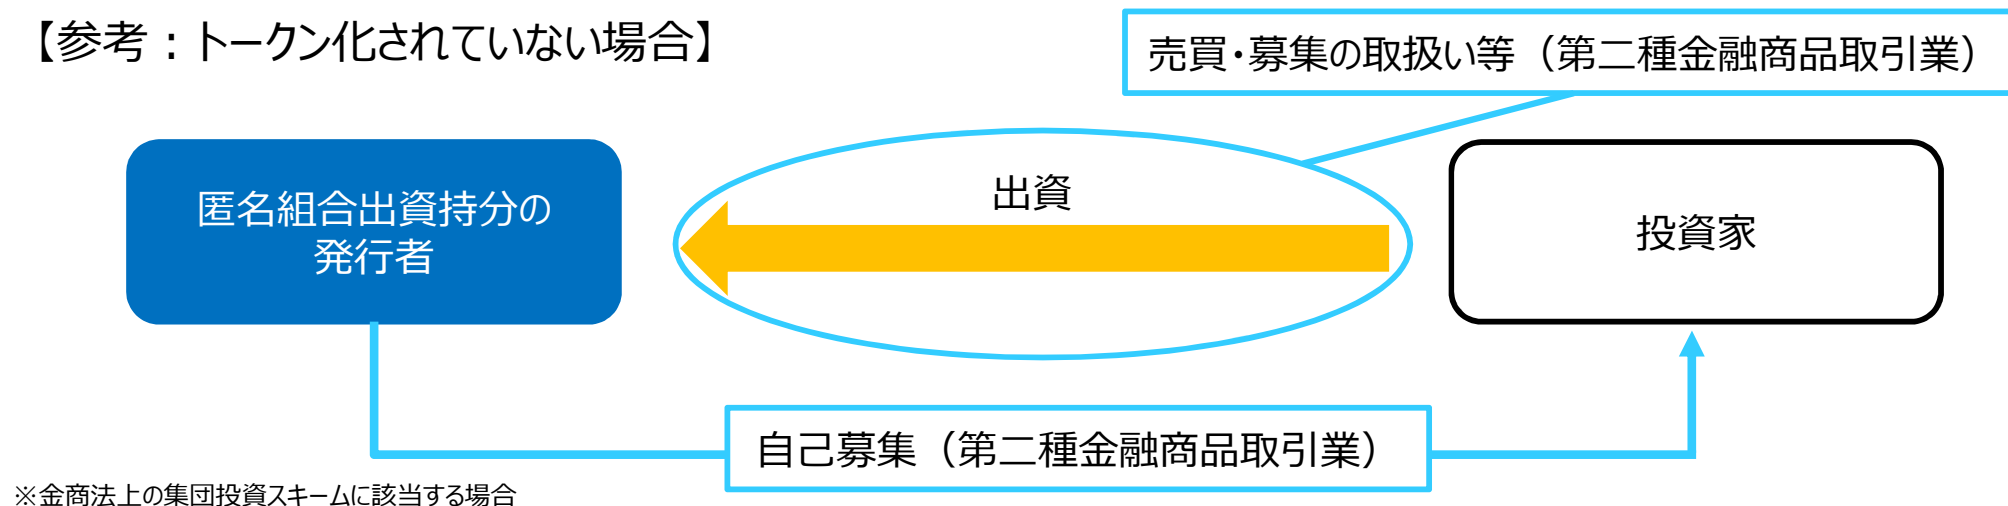 【参考：トークン化されていない場合】
売買・募集の取扱い等（第二種金融商品取引業）
匿名組合出資持分の
発行者
出資
投資家
自己募集（第二種金融商品取引業）
※金商法上の集団投資スキームに該当する場合